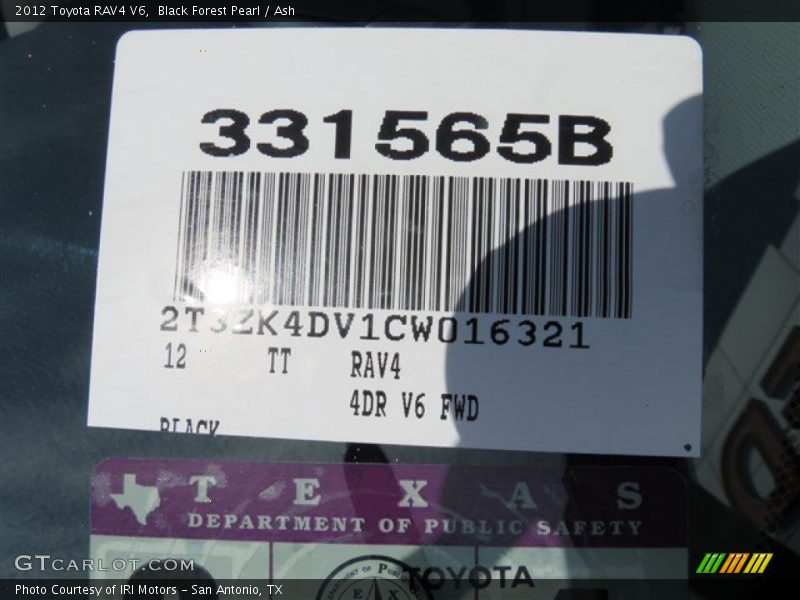 2012 Toyota RAV4 V6,  Black Forest Pearl / Ash
331565B
2T3ZK4DV1CW016321
12 TT RAV4
4DR V6 FWD
BLACK
TEXAS
DEPARTMENT OF PUBLIC SAFETY
TOYOTA
GTCARLOT.COM
Photo Courtesy of IRI Motors - San Antonio, TX